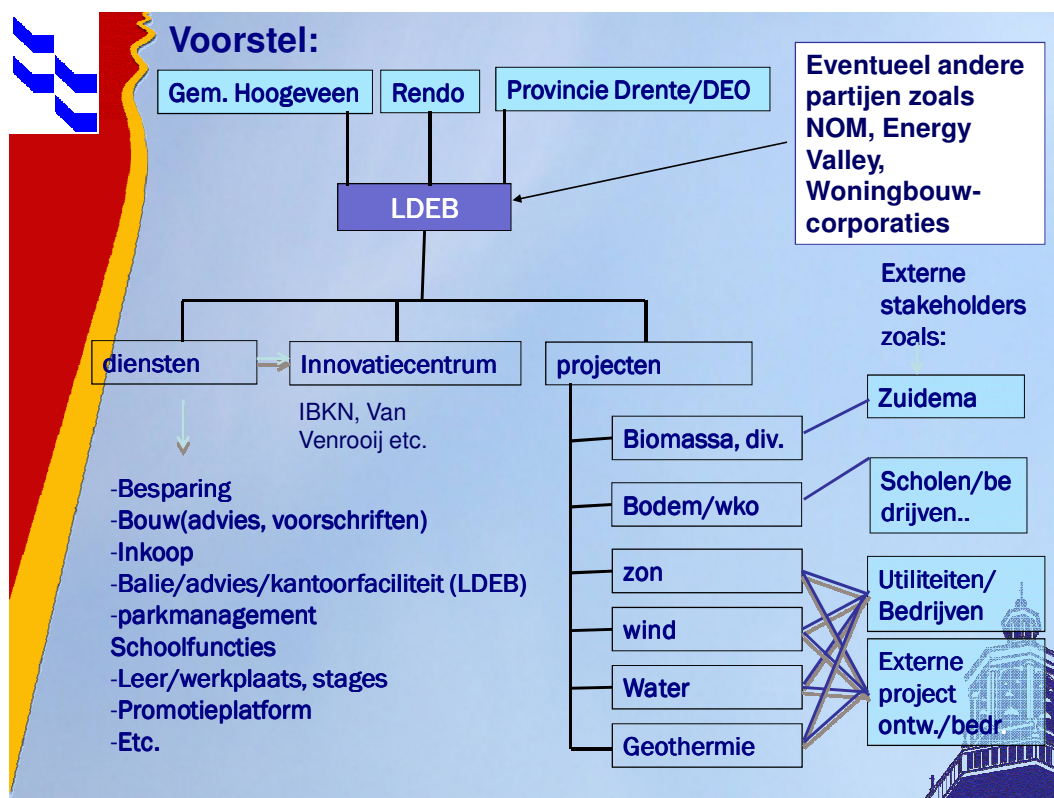 Voorstel:
Gem. Hoogeveen
Rendo
Provincie Drente/DEO
Eventueel andere
partijen zoals
NOM, Energy
Valley,
Woningbouw-
corporaties
LDEB
Externe
stakeholders
zoals:
diensten
Innovatiecentrum
projecten
IBKN, Van
Venrooij etc.
Zuidema
Biomassa, div.
Scholen/be
drijven..
Bodem/wko
-Besparing
-Bouw(advies, voorschriften)
-Inkoop
-Balie/advies/kantoorfaciliteit (LDEB)
-parkmanagement
Schoolfuncties
-Leer/werkplaats, stages
-Promotieplatform
-Etc.
zon
wind
Water
Geothermie
Utiliteiten/
Bedrijven
Externe
project
ontw./bedr.